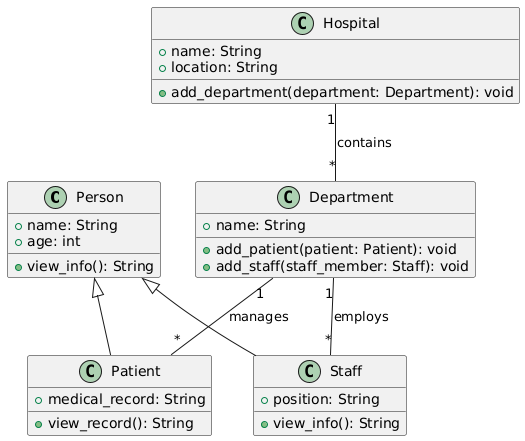 C Hospital
name: String
location: String
add_department(department: Department): void
1
contains
*
C Person
name: String
age: int
view_info(): String
C Department
name: String
add_patient(patient: Patient): void
add_staff(staff_member: Staff): void
1
1
manages
employs
*
*
C Patient
medical_record: String
view_record(): String
C Staff
position: String
view_info(): String